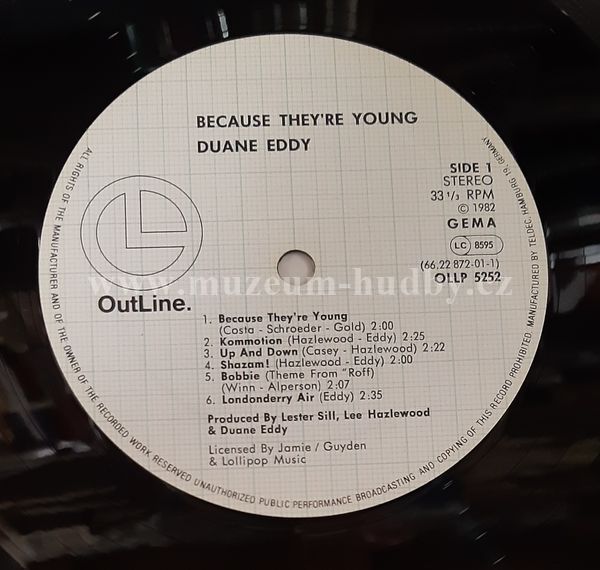 BECAUSE THEY'RE YOUNG
DUANE EDDY
SIDE 1
STEREO
33 1/3 RPM
© 1982
GEMA
LC 8595
(66.22 872-01-1)
OLLP 5252
OutLine.
www.muzeum-hudby.cz
1. Because They're Young
(Costa - Schroeder - Gold) 2:00
2. Kommotion (Hazlewood - Eddy) 2:25
3. Up And Down (Casey - Hazlewood) 2:22
4. Shazam! (Hazlewood - Eddy) 2:00
5. Bobbie (Theme From "Roff)
(Winn - Alperson) 2:07
6. Londonderry Air (Eddy) 2:35
Produced By Lester Sill, Lee Hazlewood
& Duane Eddy
Licensed By Jamie / Guyden
& Lollipop Music
ALL RIGHTS OF THE MANUFACTURER AND OF THE OWNER OF THE RECORDED WORK RESERVED UNAUTHORIZED PUBLIC PERFORMANCE BROADCASTING AND COPYING OF THIS RECORD PROHIBITED. MANUFACTURED BY TELDEC, HAMBURG 19, GERMANY